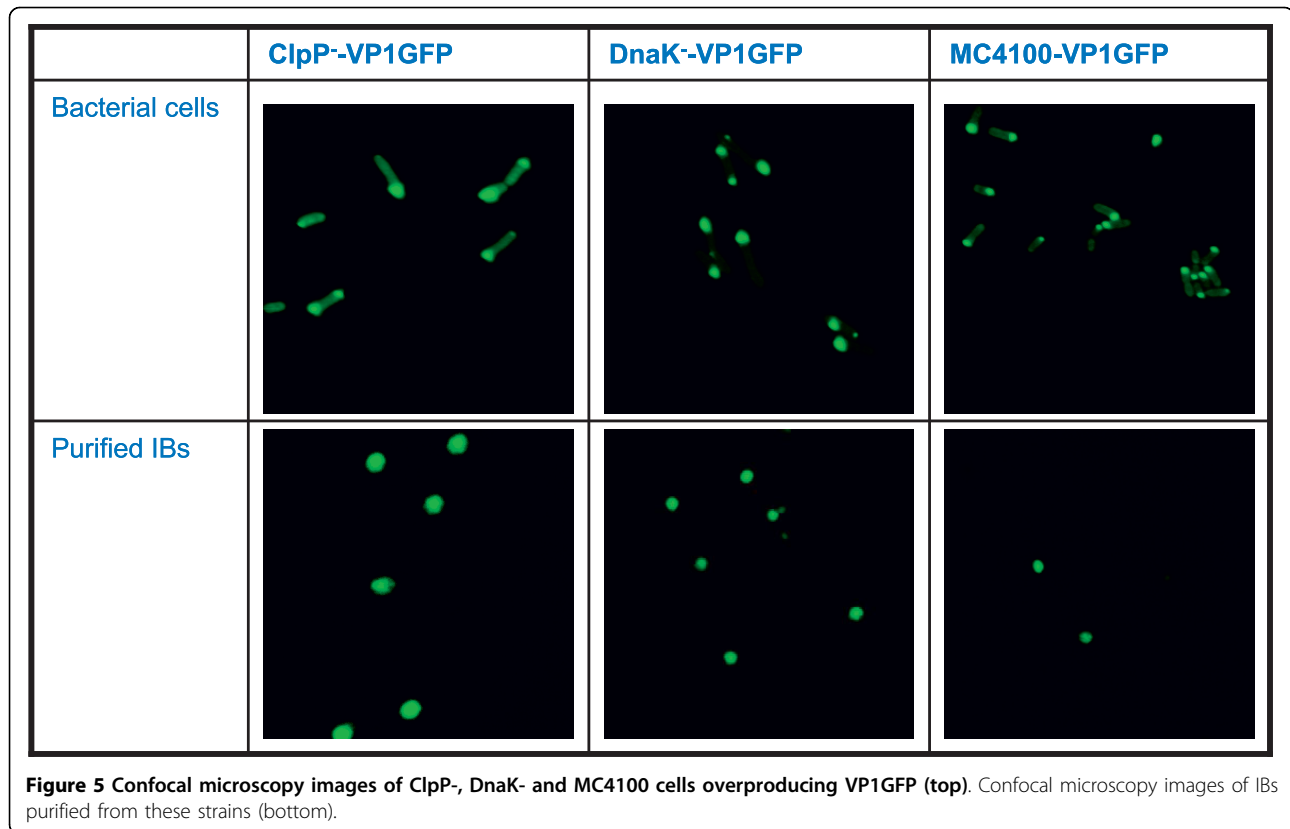 ClpP⁻-VP1GFP DnaK⁻-VP1GFP MC4100-VP1GFP
Bacterial cells
Purified IBs
Figure 5 Confocal microscopy images of ClpP-, DnaK- and MC4100 cells overproducing VP1GFP (top). Confocal microscopy images of IBs
purified from these strains (bottom).